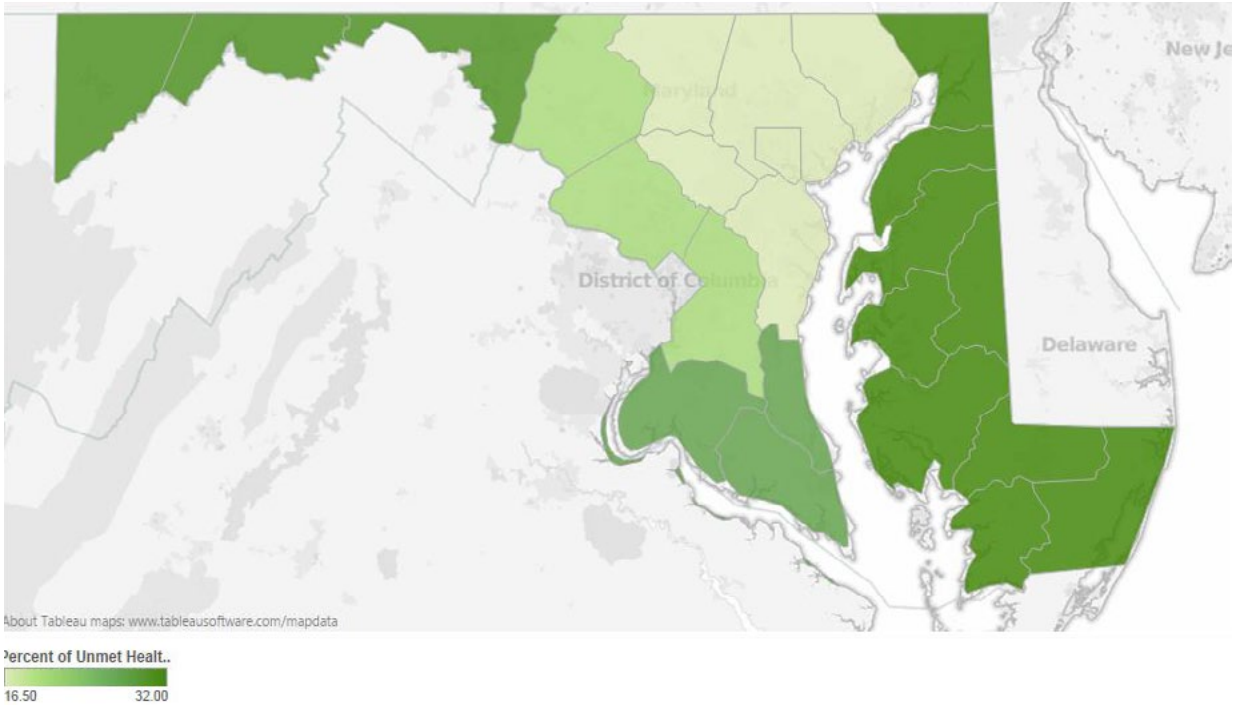 New Je
Maryland
District of Columbia
Delaware
About Tableau maps: www.tableausoftware.com/mapdata
Percent of Unmet Healt..
16.50 32.00